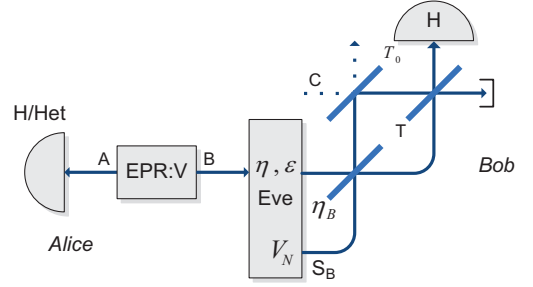 H
T₀
C
H/Het
A
EPR:V
B
η , ε
Eve
T
Bob
η_B
Alice
V_N
S_B